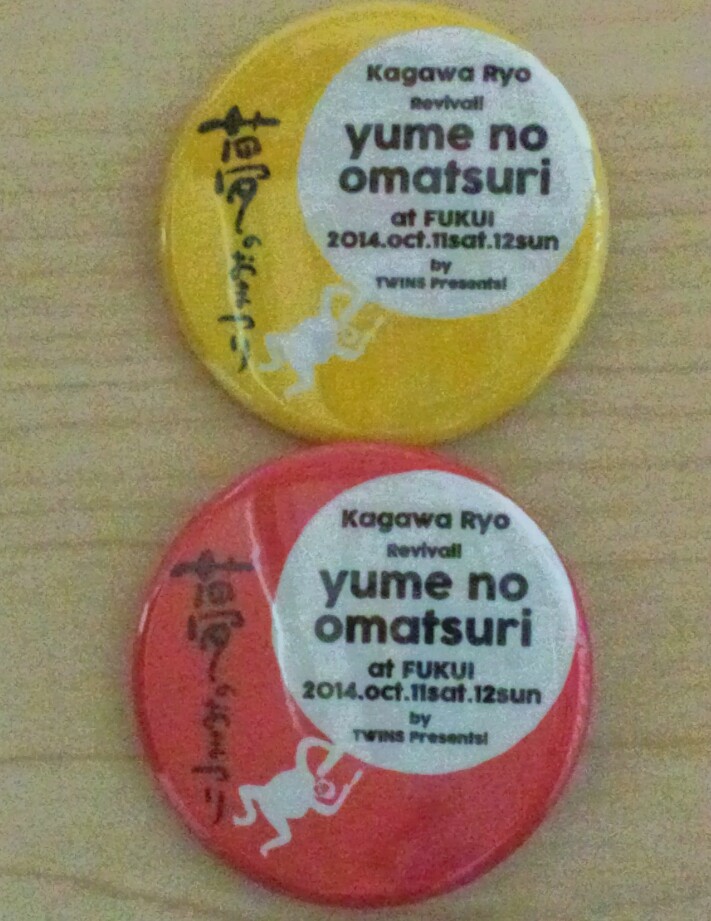 Kagawa Ryo
Revival!
yume no
omatsuri
at FUKUI
2014.oct.11sat.12sun
by
TWINS Presents!
Kagawa Ryo
Revival!
yume no
omatsuri
at FUKUI
2014.oct.11sat.12sun
by
TWINS Presents!